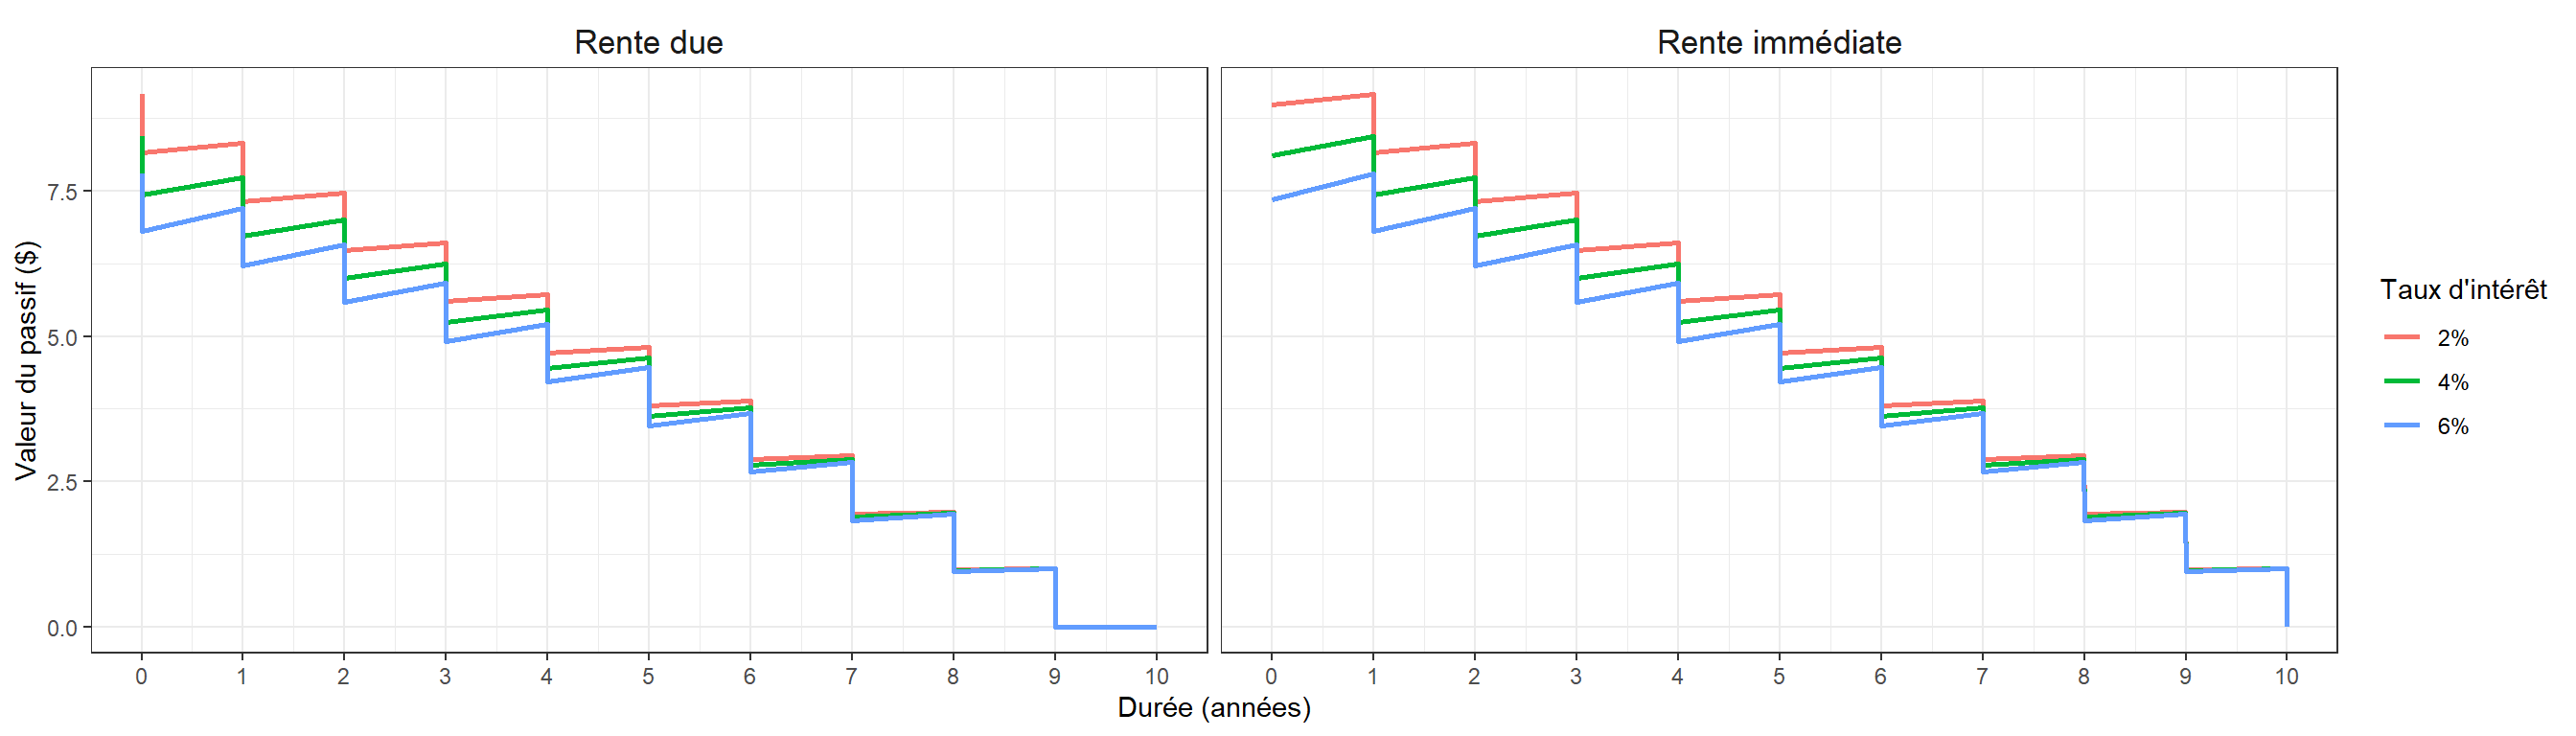 Rente due
Rente immédiate
Valeur du passif ($)
7.5
5.0
2.5
0.0
0 1 2 3 4 5 6 7 8 9 10
0 1 2 3 4 5 6 7 8 9 10
Durée (années)
Taux d'intérêt
2%
4%
6%